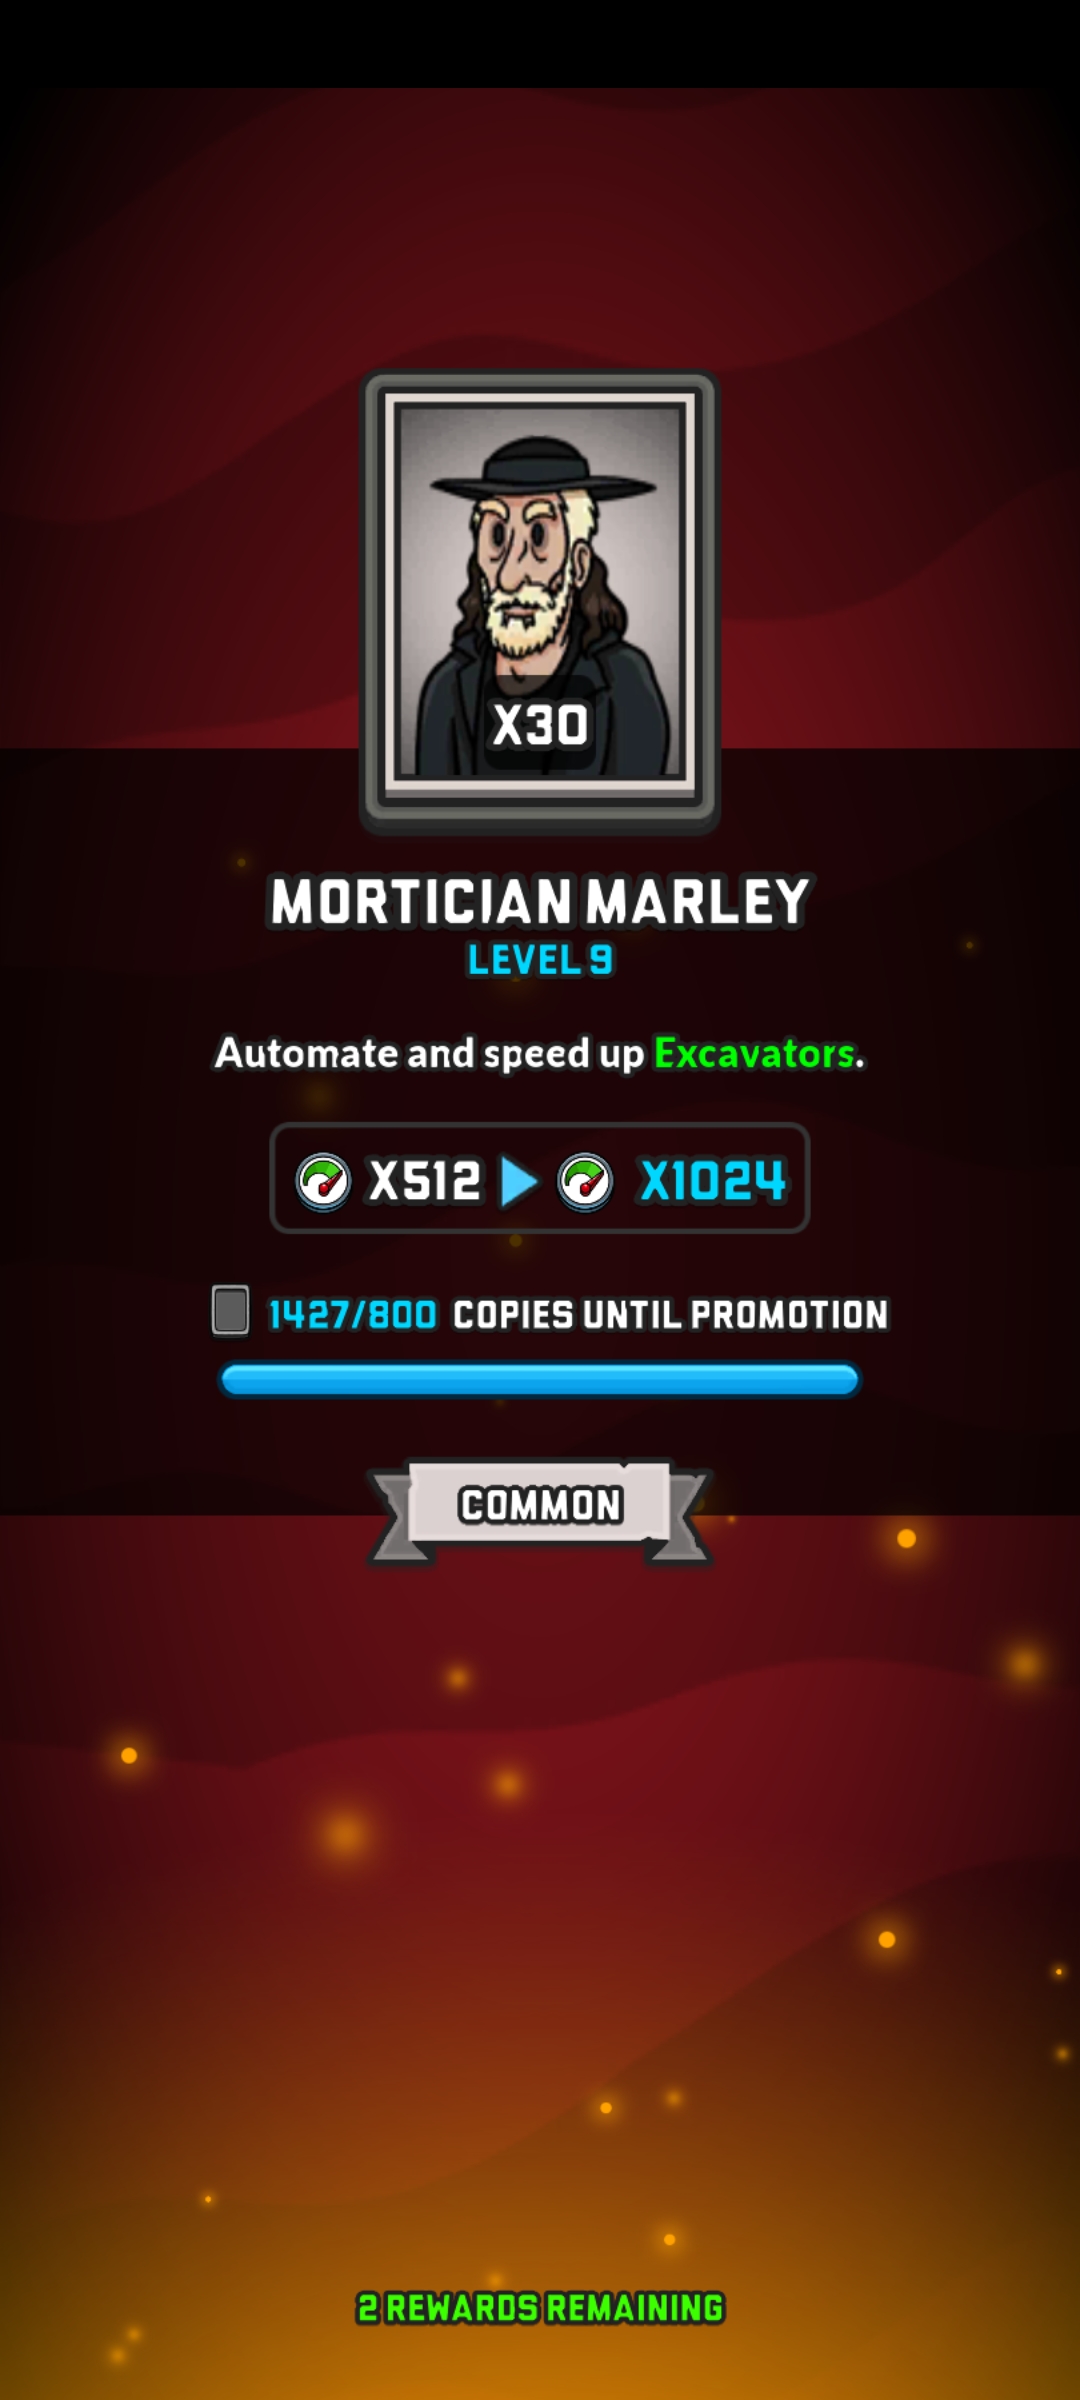 X30
MORTICIAN MARLEY
LEVEL 9
Automate and speed up Excavators.
X512 X1024
1427/800 COPIES UNTIL PROMOTION
COMMON
2 REWARDS REMAINING